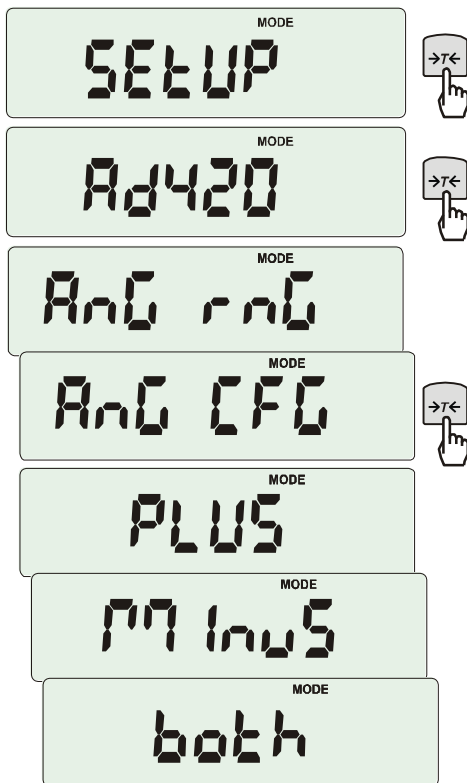 MODE
SEtUP
→T←
MODE
Ad420
→T←
MODE
AnG rnG
MODE
AnG CFG
→T←
MODE
PLUS
MODE
MInuS
MODE
both